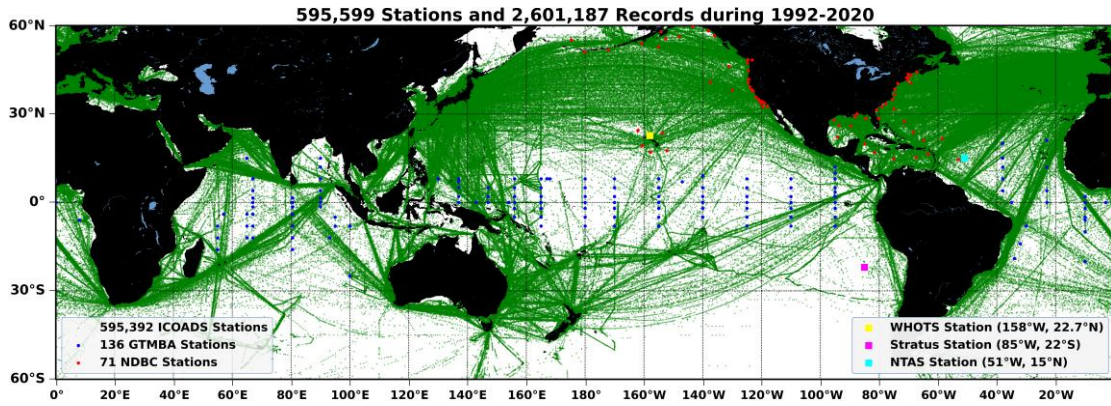 595,599 Stations and 2,601,187 Records during 1992-2020
60°N
30°N
0°
30°S
60°S
595,392 ICOADS Stations
136 GTMBA Stations
71 NDBC Stations
WHOTS Station (158°W, 22.7°N)
Stratus Station (85°W, 22°S)
NTAS Station (51°W, 15°N)
0° 20°E 40°E 60°E 80°E 100°E 120°E 140°E 160°E 180° 160°W 140°W 120°W 100°W 80°W 60°W 40°W 20°W 0°